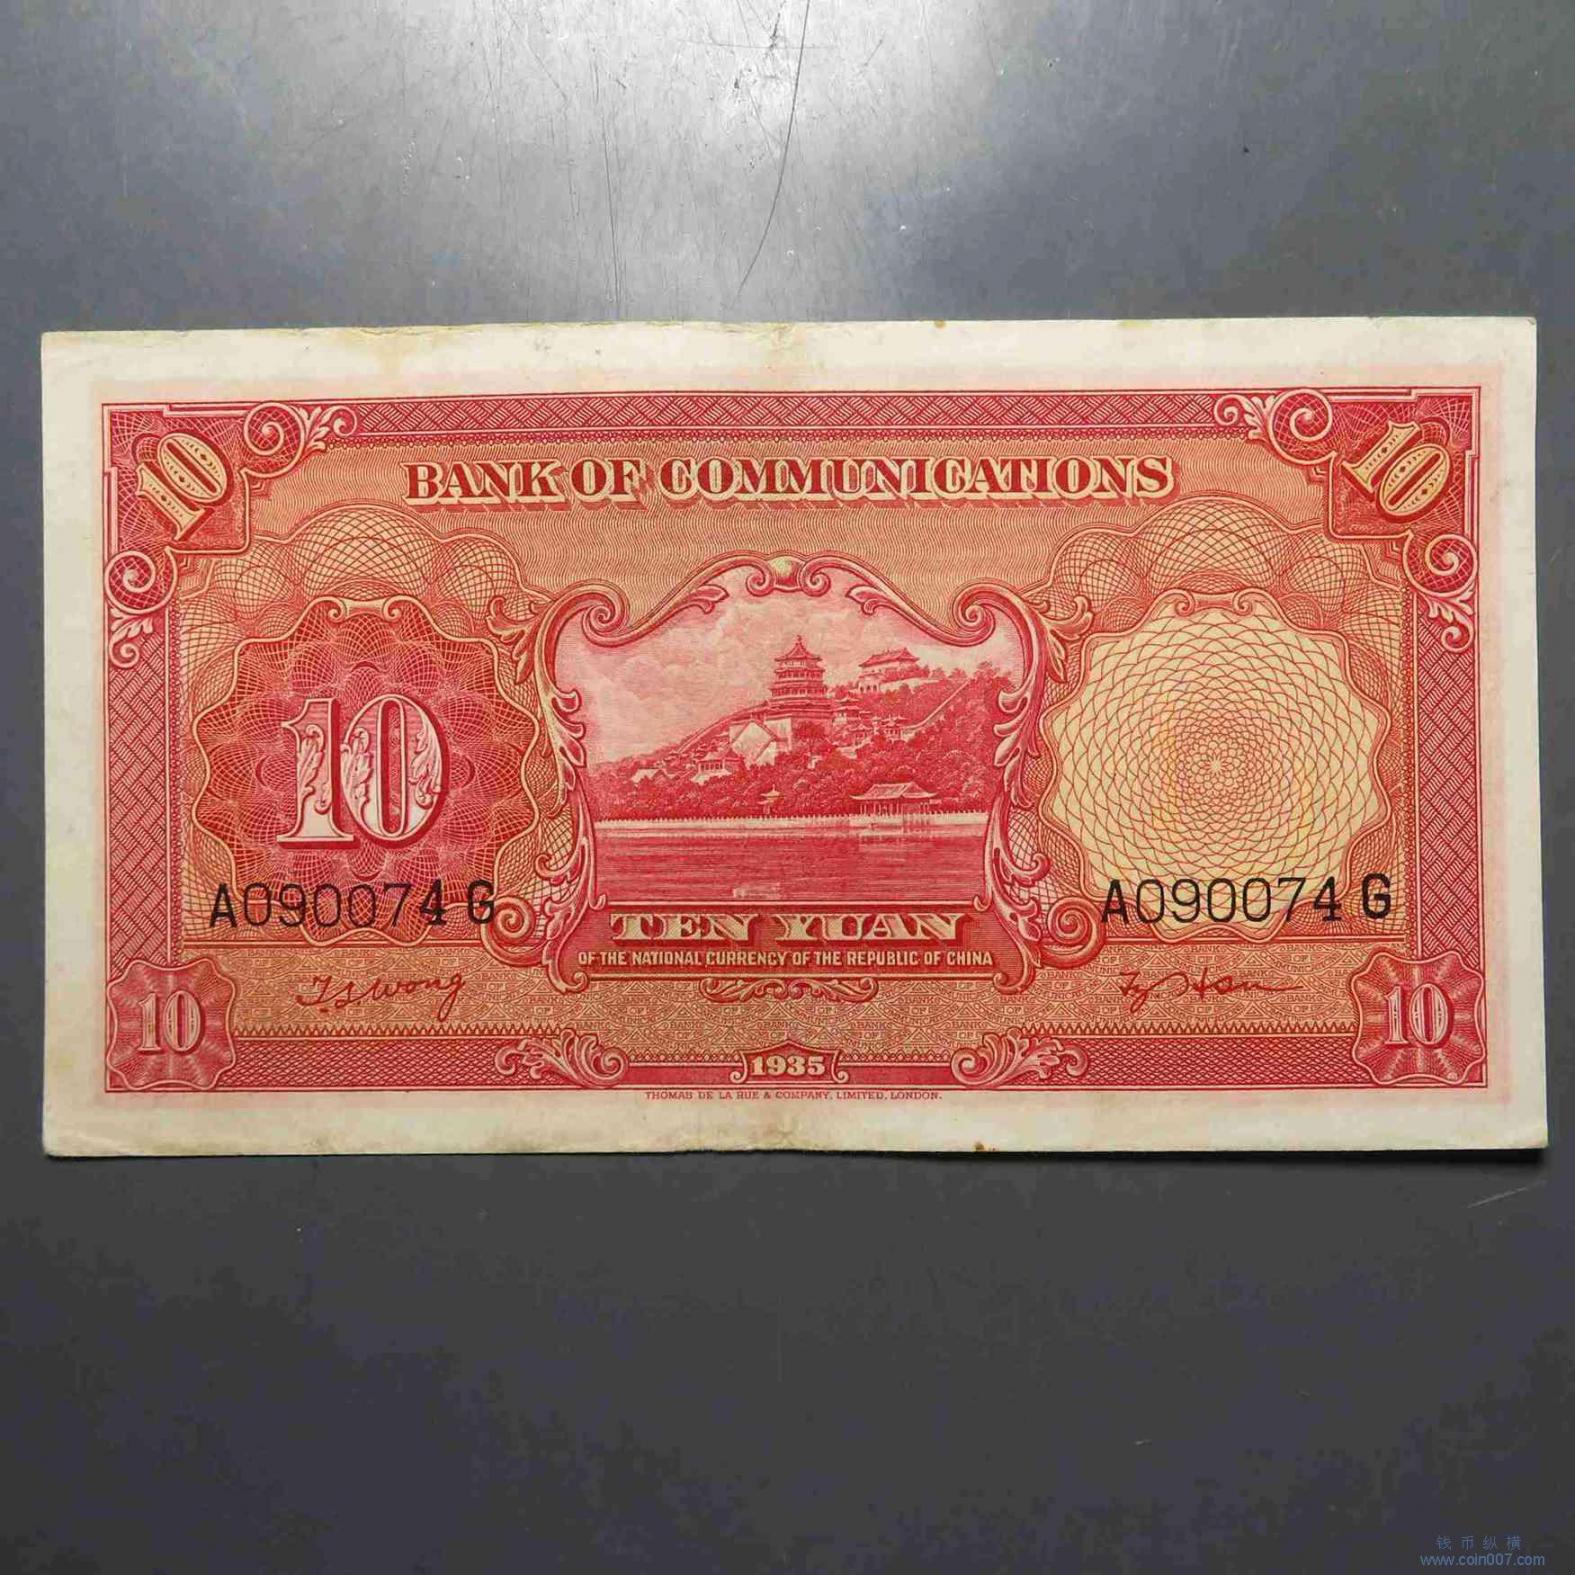 10
10
BANK OF COMMUNICATIONS
10
A090074 G
A090074 G
TEN YUAN
OF THE NATIONAL CURRENCY OF THE REPUBLIC OF CHINA
10
10
1935
THOMAS DE LA RUE & COMPANY, LIMITED, LONDON.
钱币纵横
www.coin007.com